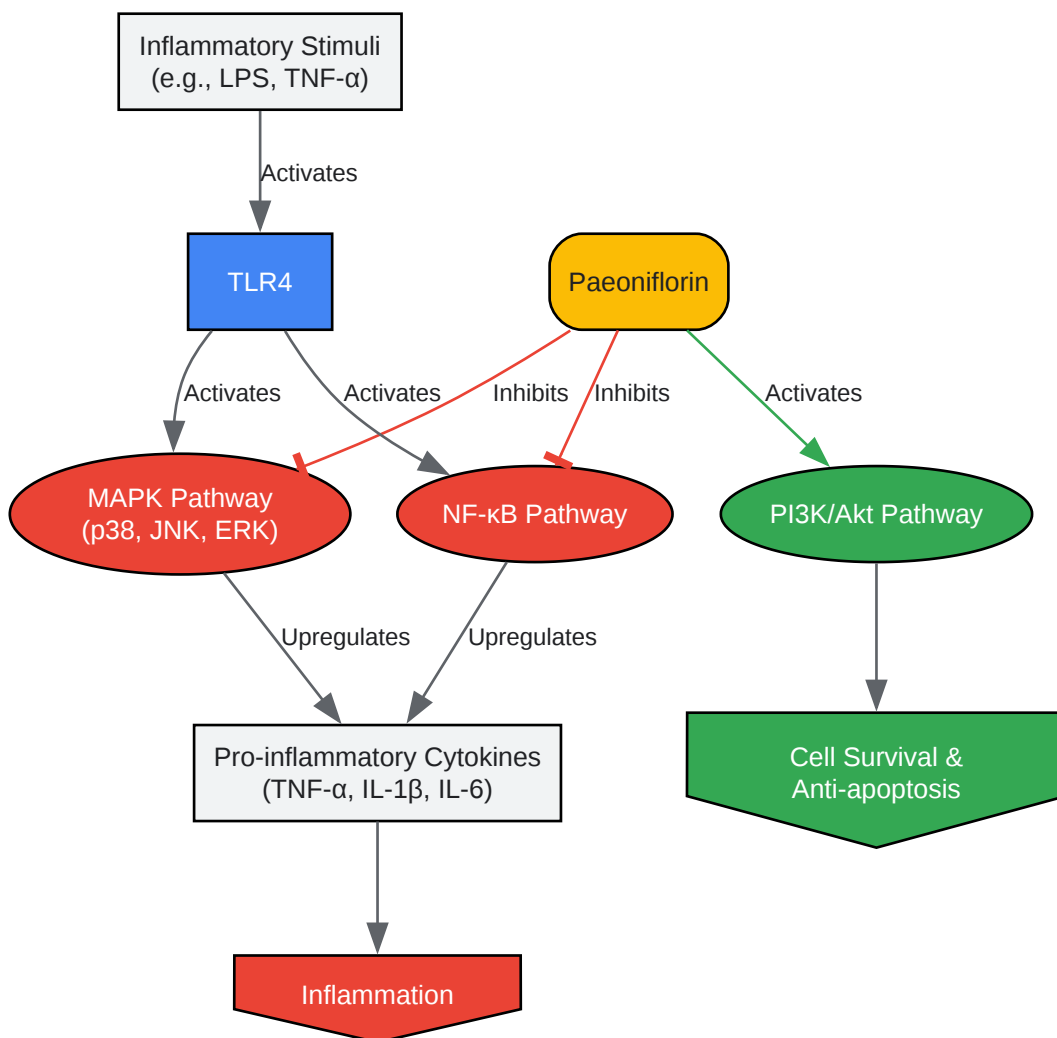 Inflammatory Stimuli
(e.g., LPS, TNF-α)
Activates
TLR4
Paeoniflorin
Activates
Activates
Inhibits
Inhibits
Activates
MAPK Pathway
(p38, JNK, ERK)
NF-κB Pathway
PI3K/Akt Pathway
Upregulates
Upregulates
Pro-inflammatory Cytokines
(TNF-α, IL-1β, IL-6)
Cell Survival &
Anti-apoptosis
Inflammation